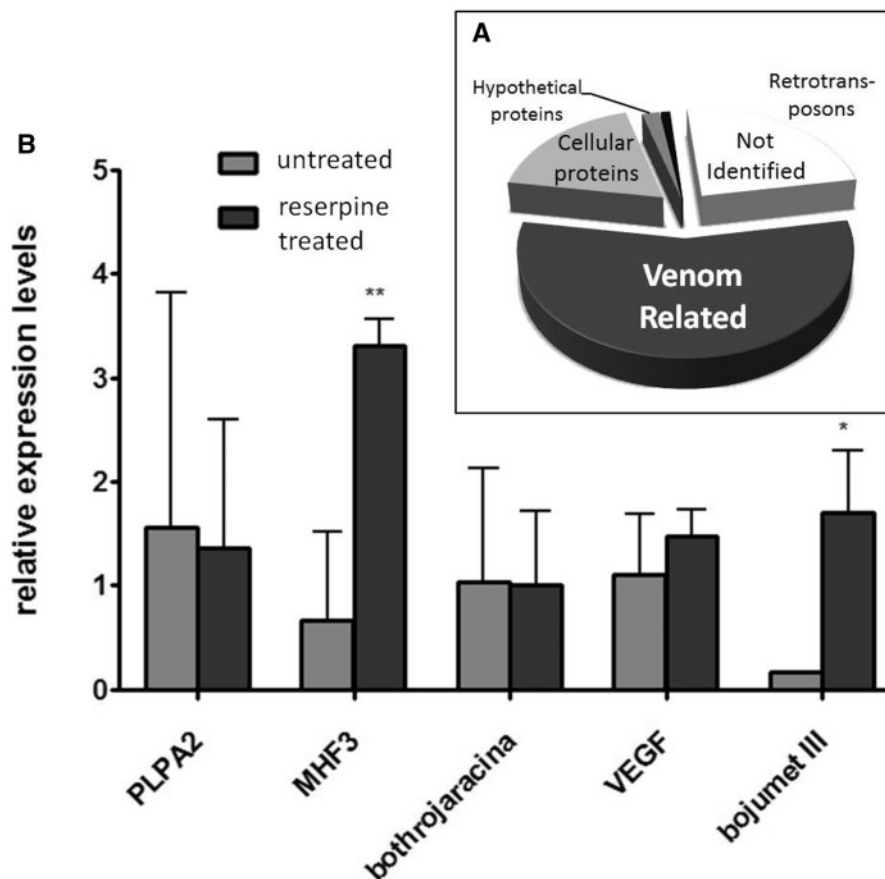 A
Hypothetical
proteins
Retrotrans-
posons
Cellular
proteins
Not
Identified
Venom
Related
B
untreated
reserpine
treated
relative expression levels
5
4
3
2
1
0
**
*
PLPA2
MHF3
bothrojaracina
VEGF
bojumet III